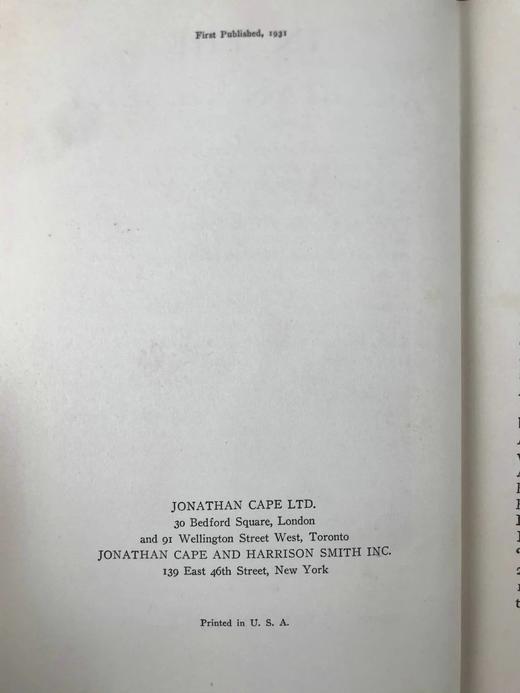 First Published, 1931
JONATHAN CAPE LTD.
30 Bedford Square, London
and 91 Wellington Street West, Toronto
JONATHAN CAPE AND HARRISON SMITH INC.
139 East 46th Street, New York
Printed in U. S. A.